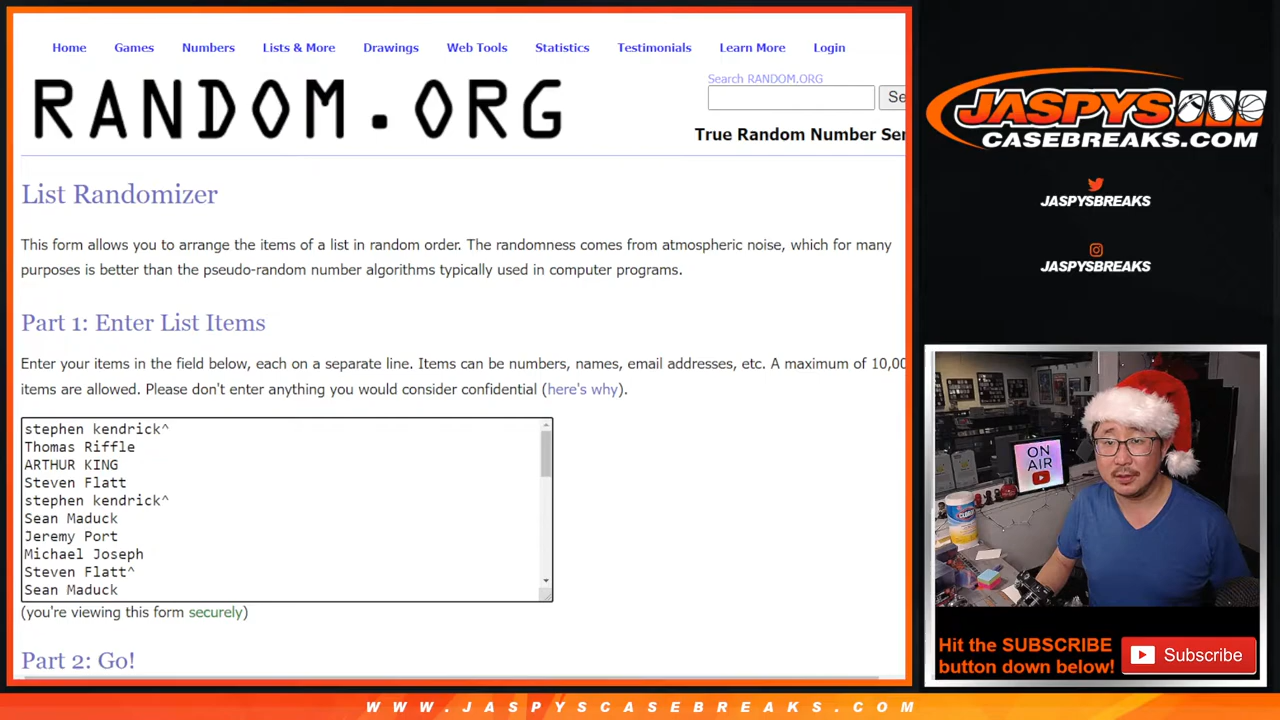 Home Games Numbers Lists & More Drawings Web Tools Statistics Testimonials Learn More Login
RANDOM.ORG
Search RANDOM.ORG
Se
True Random Number Ser
List Randomizer
This form allows you to arrange the items of a list in random order. The randomness comes from atmospheric noise, which for many
purposes is better than the pseudo-random number algorithms typically used in computer programs.
Part 1: Enter List Items
Enter your items in the field below, each on a separate line. Items can be numbers, names, email addresses, etc. A maximum of 10,00
items are allowed. Please don't enter anything you would consider confidential (here's why).
stephen kendrick^
Thomas Riffle
ARTHUR KING
Steven Flatt
stephen kendrick^
Sean Maduck
Jeremy Port
Michael Joseph
Steven Flatt^
Sean Maduck
(you're viewing this form securely)
Part 2: Go!
JASPYS
CASEBREAKS.COM
JASPYSBREAKS
JASPYSBREAKS
ON
AIR
CLOROX
Hit the SUBSCRIBE
button down below!
Subscribe
WWW.JASPYSCASEBREAKS.COM